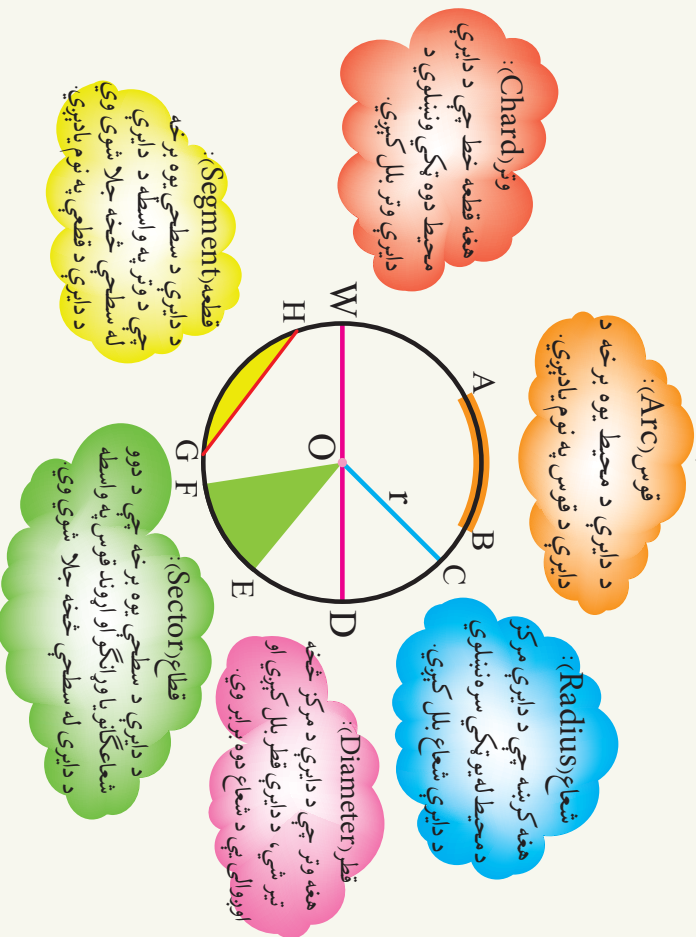 قوس(Arc):
د دايرې د محيط يوه برخه د
دايرې د قوس په نوم يادېږي.
شعاع(Radius):
هغه کرښه چې د دايرې مرکز
د محيط له يو ټکي سره نښلوي
د دايرې شعاع بلل کېږي.
وتر(Chard):
هغه قطعه خط چې د دايرې
محيط دوه ټکي ونښلوي د
دايرې وتر بلل کېږي.
A
B
C
r
W
O
D
H
E
G
F
قطر(Diameter):
هغه وتر چې د دايرې د مرکز څخه
تېر شي، د دايرې قطر بلل کېږي او
اوږدوالی يې د شعاع دوه برابر وي.
قطعه(Segment):
د دايرې د سطحې يوه برخه
چې د وتر په واسطه د دايرې
له سطحې څخه جلا شوې وي
د دايرې د قطعې په نوم يادېږي.
قطاع(Sector):
د دايرې د سطحې يوه برخه چې د دوو
شعاعګانو يا وړانګو او اړوند قوس په واسطه
د دايرې له سطحې څخه جلا شوې وي.